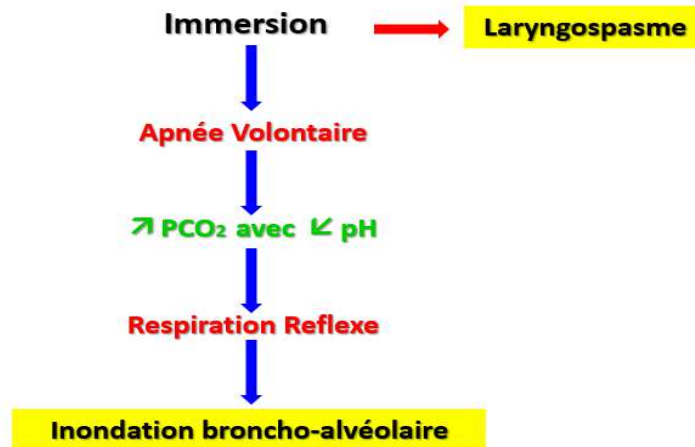 Immersion
Laryngospasme
Apnée Volontaire
↗ PCO₂ avec ↙ pH
Respiration Reflexe
Inondation broncho-alvéolaire